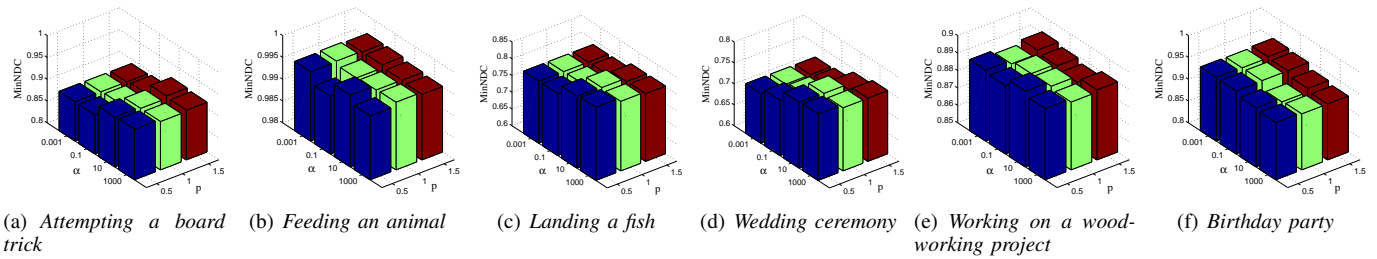 1
0.95
0.9
0.85
0.8
MinNDC
0.001
0.1
10
1000
α
0.5
1
1.5
p
(a) Attempting a board
trick
1
0.995
0.99
0.985
0.98
MinNDC
0.001
0.1
10
1000
α
0.5
1
1.5
p
(b) Feeding an animal
0.85
0.8
0.75
0.7
0.65
0.6
MinNDC
0.001
0.1
10
1000
α
0.5
1
1.5
p
(c) Landing a fish
0.8
0.75
0.7
0.65
0.6
MinNDC
0.001
0.1
10
1000
α
0.5
1
1.5
p
(d) Wedding ceremony
0.9
0.89
0.88
0.87
0.86
0.85
MinNDC
0.001
0.1
10
1000
α
0.5
1
1.5
p
(e) Working on a wood-
working project
1
0.95
0.9
0.85
0.8
MinNDC
0.001
0.1
10
1000
α
0.5
1
1.5
p
(f) Birthday party